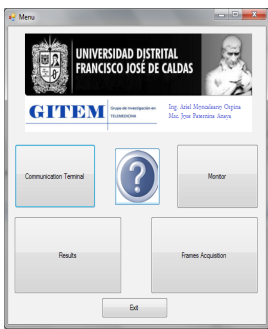 Menu
UNIVERSIDAD DISTRITAL
FRANCISCO JOSÉ DE CALDAS
GITEM
Grupo de Investigación en
TELEMEDICINA
Ing. Ariel Moncaleany Ospina
Msc. Jose Paternina Anaya
Communication Terminal
?
Monitor
Results
Frames Acquisition
Exit